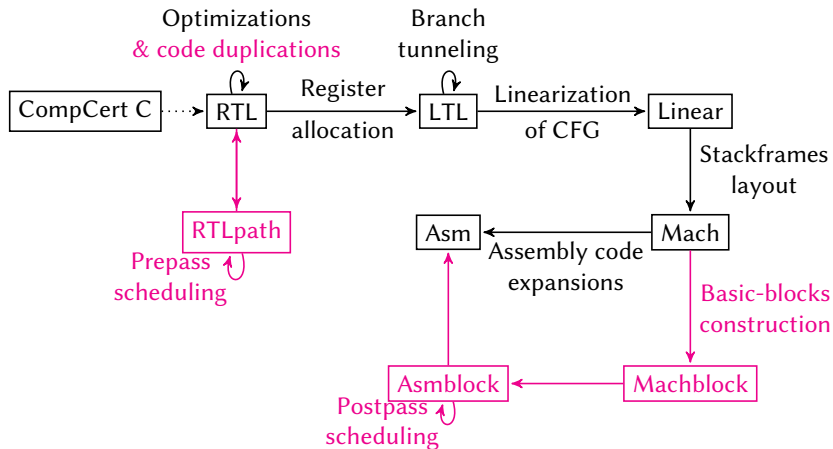 Optimizations
& code duplications
Branch
tunneling
CompCert C
RTL
Register
allocation
LTL
Linearization
of CFG
Linear
Stackframes
layout
RTLpath
Prepass
scheduling
Asm
Assembly code
expansions
Mach
Basic-blocks
construction
Asmblock
Postpass
scheduling
Machblock